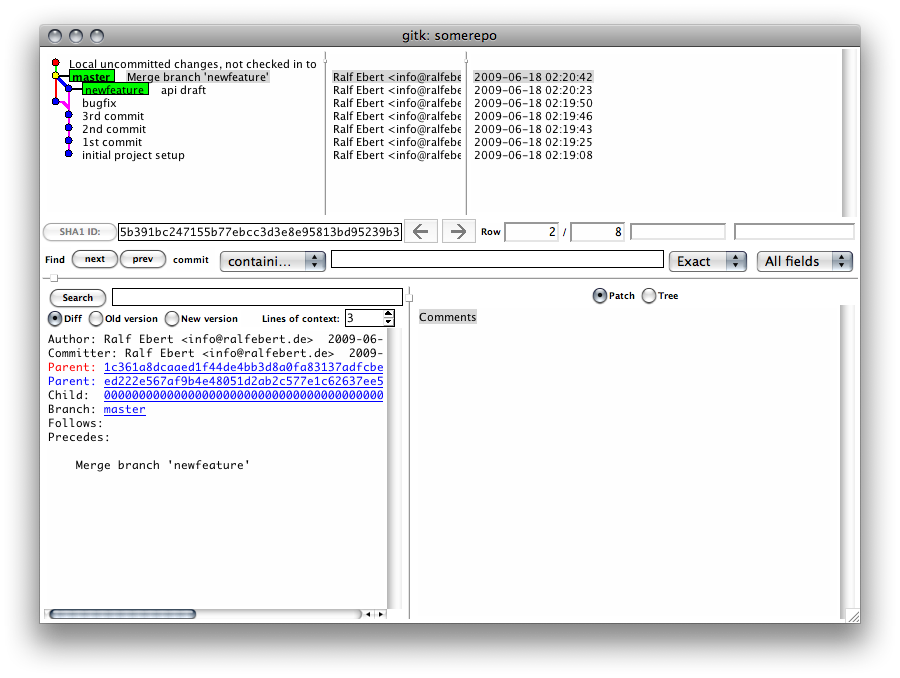 gitk: somerepo
Local uncommitted changes, not checked in to
master Merge branch 'newfeature' Ralf Ebert <info@ralfebe 2009-06-18 02:20:42
newfeature api draft Ralf Ebert <info@ralfebe 2009-06-18 02:20:23
bugfix Ralf Ebert <info@ralfebe 2009-06-18 02:19:50
3rd commit Ralf Ebert <info@ralfebe 2009-06-18 02:19:46
2nd commit Ralf Ebert <info@ralfebe 2009-06-18 02:19:43
1st commit Ralf Ebert <info@ralfebe 2009-06-18 02:19:25
initial project setup Ralf Ebert <info@ralfebe 2009-06-18 02:19:08
SHA1 ID: 5b391bc247155b77ebcc3d3e8e95813bd95239b3 Row 2 / 8
Find next prev commit containi... Exact All fields
Search Patch Tree
Diff Old version New version Lines of context: 3 Comments
Author: Ralf Ebert <info@ralfebert.de> 2009-06-
Committer: Ralf Ebert <info@ralfebert.de> 2009-
Parent: 1c361a8dcaaed1f44de4bb3d8a0fa83137adfcbe
Parent: ed222e567af9b4e48051d2ab2c577e1c62637ee5
Child: 0000000000000000000000000000000000000000
Branch: master
Follows:
Precedes:
Merge branch 'newfeature'